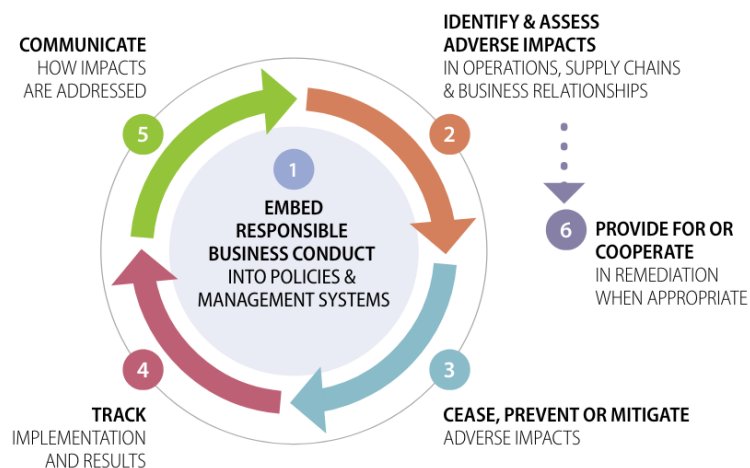 1
EMBED
RESPONSIBLE
BUSINESS CONDUCT
INTO POLICIES &
MANAGEMENT SYSTEMS
2
IDENTIFY & ASSESS
ADVERSE IMPACTS
IN OPERATIONS, SUPPLY CHAINS
& BUSINESS RELATIONSHIPS
3
CEASE, PREVENT OR MITIGATE
ADVERSE IMPACTS
4
TRACK
IMPLEMENTATION
AND RESULTS
5
COMMUNICATE
HOW IMPACTS
ARE ADDRESSED
6
PROVIDE FOR OR
COOPERATE
IN REMEDIATION
WHEN APPROPRIATE